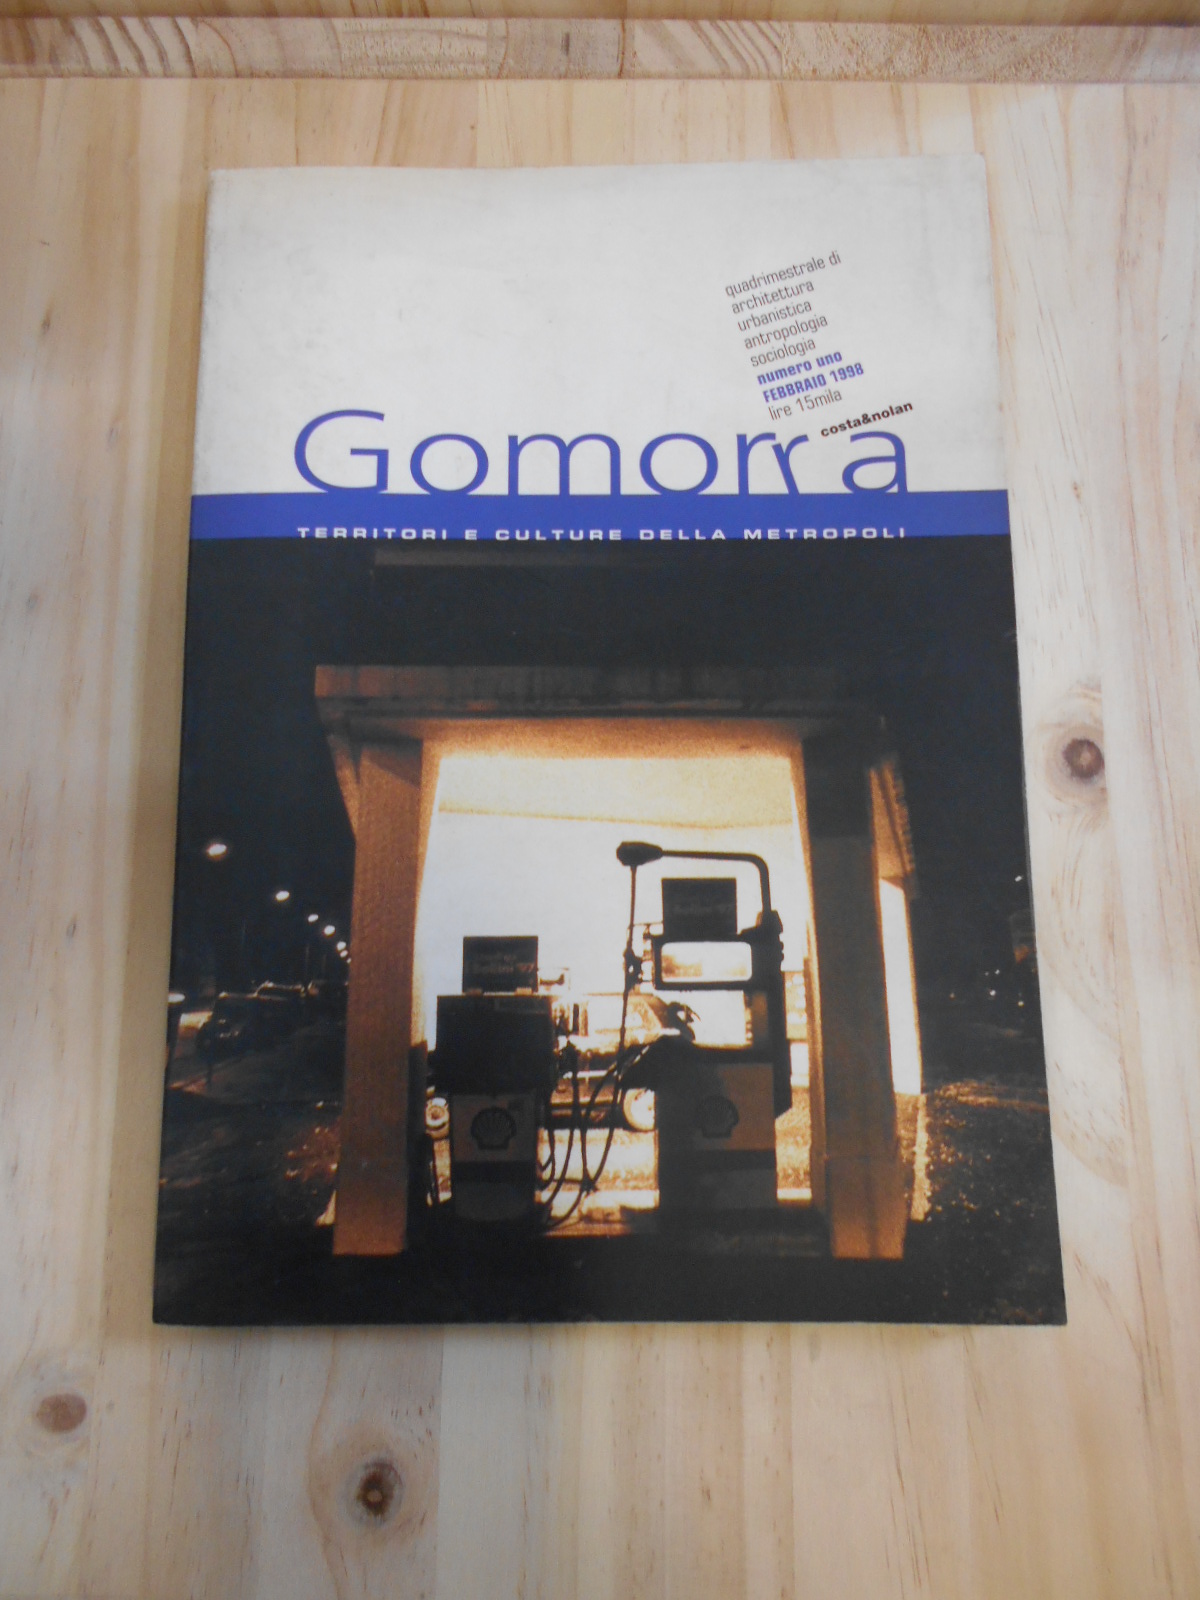 quadrimestrale di
architettura
urbanistica
antropologia
sociologia
numero uno
FEBBRAIO 1998
lire 15mila
costa&nolan
Gomorra
TERRITORI E CULTURE DELLA METROPOLI